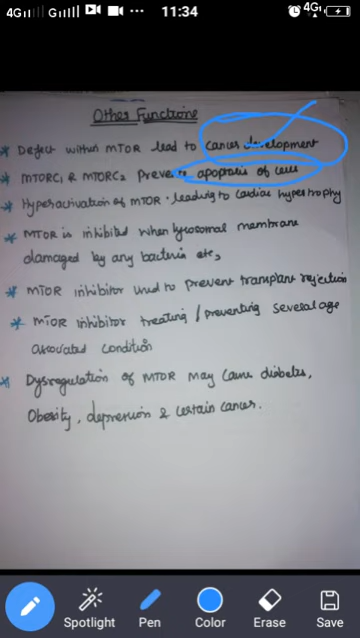 4G G 11:34 4G
Other Functions
* Defect within mTOR lead to cancer development
* mTORC1 & mTORC2 prevents apoptosis of cells
* Hyperactivation of mTOR - leading to cardiac hypertrophy
* mTOR is inhibited when lysosomal membrane
damaged by any bacteria etc,
* mTOR inhibitor used to prevent transplant rejection
* mTOR inhibitor treating / preventing several age
associated condition
* Dysregulation of mTOR may cause diabetes,
Obesity, depression & certain cancer.
Spotlight Pen Color Erase Save